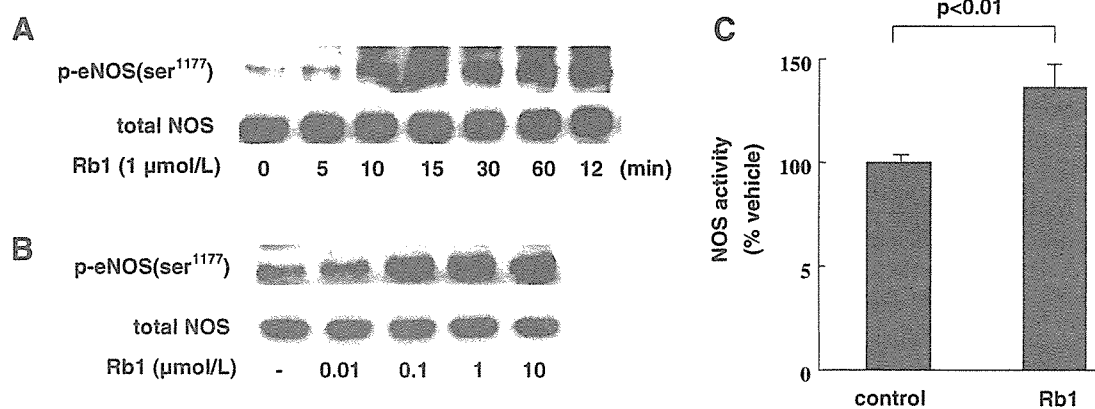 A
p-eNOS(ser1177)
total NOS
Rb1 (1 μmol/L) 0 5 10 15 30 60 12 (min)
B
p-eNOS(ser1177)
total NOS
Rb1 (μmol/L) - 0.01 0.1 1 10
C
p<0.01
NOS activity
(% vehicle)
150
100
5
0
control Rb1